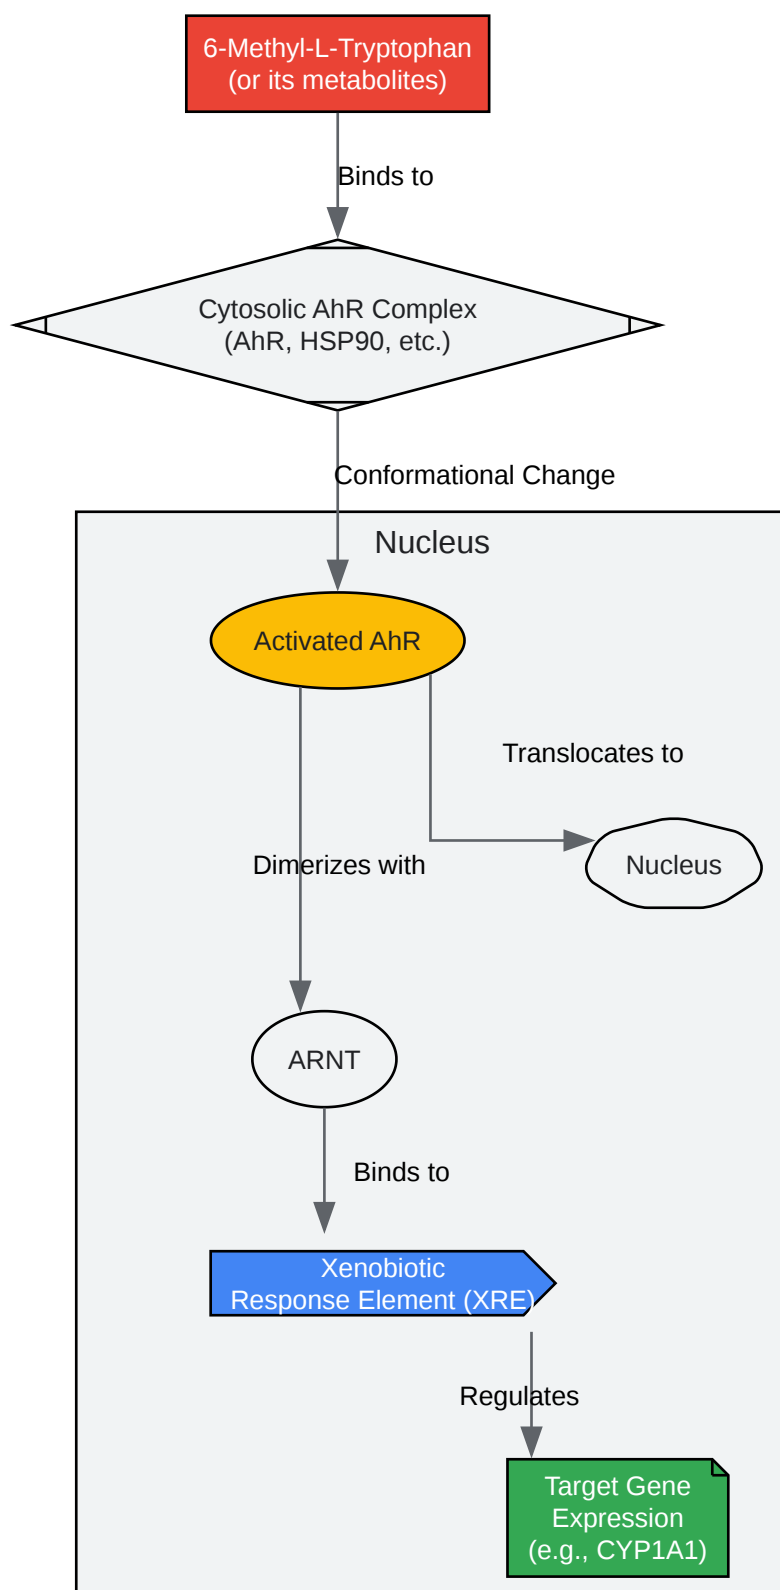 6-Methyl-L-Tryptophan
(or its metabolites)
Binds to
Cytosolic AhR Complex
(AhR, HSP90, etc.)
Conformational Change
Nucleus
Activated AhR
Translocates to
Dimerizes with
Nucleus
ARNT
Binds to
Xenobiotic
Response Element (XRE)
Regulates
Target Gene
Expression
(e.g., CYP1A1)